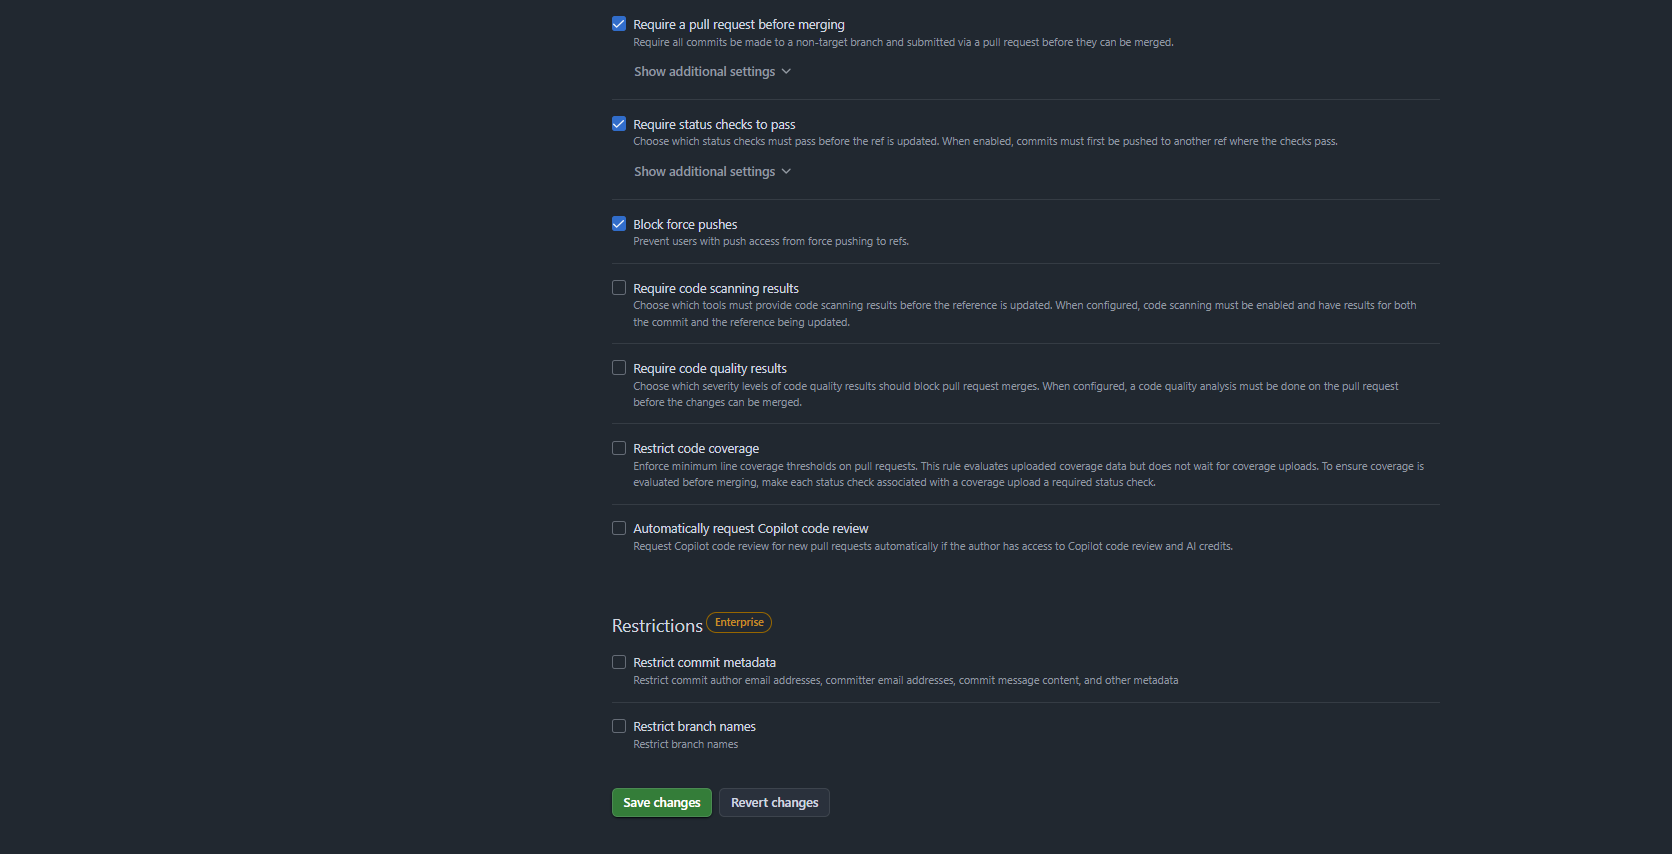 Require a pull request before merging
Require all commits be made to a non-target branch and submitted via a pull request before they can be merged.
Show additional settings
Require status checks to pass
Choose which status checks must pass before the ref is updated. When enabled, commits must first be pushed to another ref where the checks pass.
Show additional settings
Block force pushes
Prevent users with push access from force pushing to refs.
Require code scanning results
Choose which tools must provide code scanning results before the reference is updated. When configured, code scanning must be enabled and have results for both
the commit and the reference being updated.
Require code quality results
Choose which severity levels of code quality results should block pull request merges. When configured, a code quality analysis must be done on the pull request
before the changes can be merged.
Restrict code coverage
Enforce minimum line coverage thresholds on pull requests. This rule evaluates uploaded coverage data but does not wait for coverage uploads. To ensure coverage is
evaluated before merging, make each status check associated with a coverage upload a required status check.
Automatically request Copilot code review
Request Copilot code review for new pull requests automatically if the author has access to Copilot code review and AI credits.
Restrictions Enterprise
Restrict commit metadata
Restrict commit author email addresses, committer email addresses, commit message content, and other metadata
Restrict branch names
Restrict branch names
Save changes Revert changes